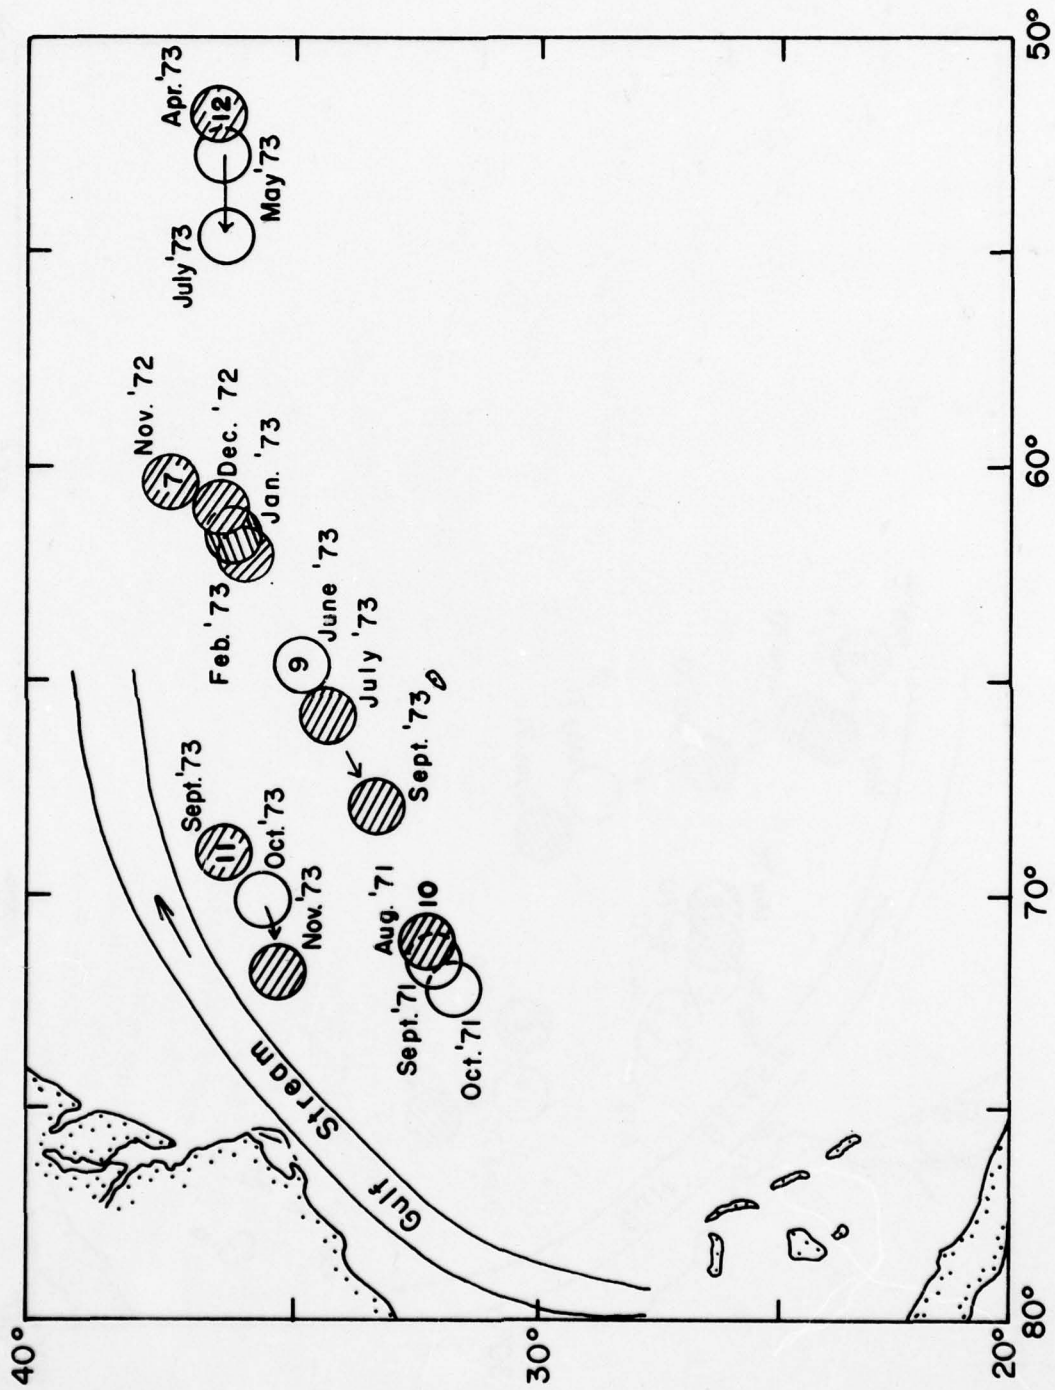 40°
30°
20°
80°
70°
60°
50°
Gulf Stream
Sept.'73
11
Oct.'73
Nov.'73
Aug. '71
10
Sept.'71
Oct.'71
Nov. '72
7
Dec. '72
Jan. '73
Feb. '73
9
June '73
July '73
Sept.'73
Apr.'73
12
May'73
July'73